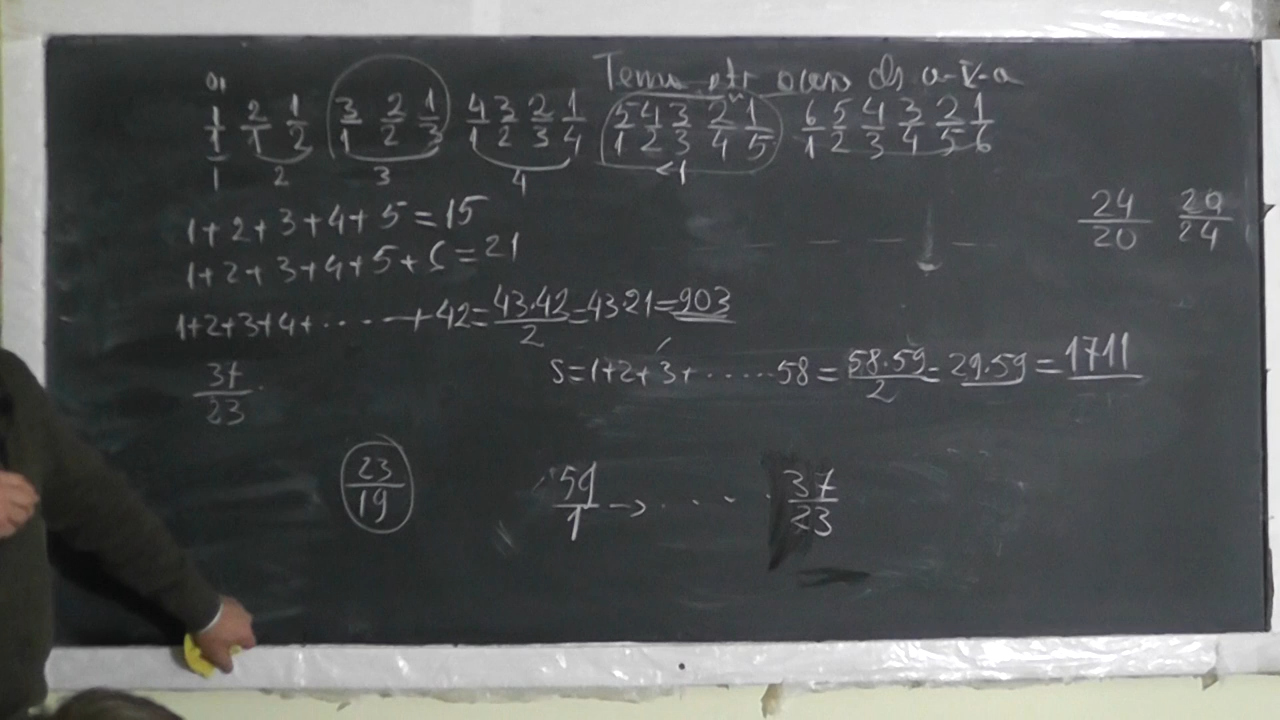 Tema ptr acasă cls a-V-a
1/1 2/1 1/2 3/1 2/2 1/3 4/1 3/2 2/3 1/4 5/1 4/2 3/3 2/4 1/5 6/1 5/2 4/3 3/4 2/5 1/6
1 2 3 4 <1
24/20 20/24
1+2+3+4+5=15
1+2+3+4+5+6=21
1+2+3+4+.....+42=43·42/2=43·21=903
37/23 S=1+2+3+......58=58·59/2=29·59=1711
23/19 59/1→.... 37/23